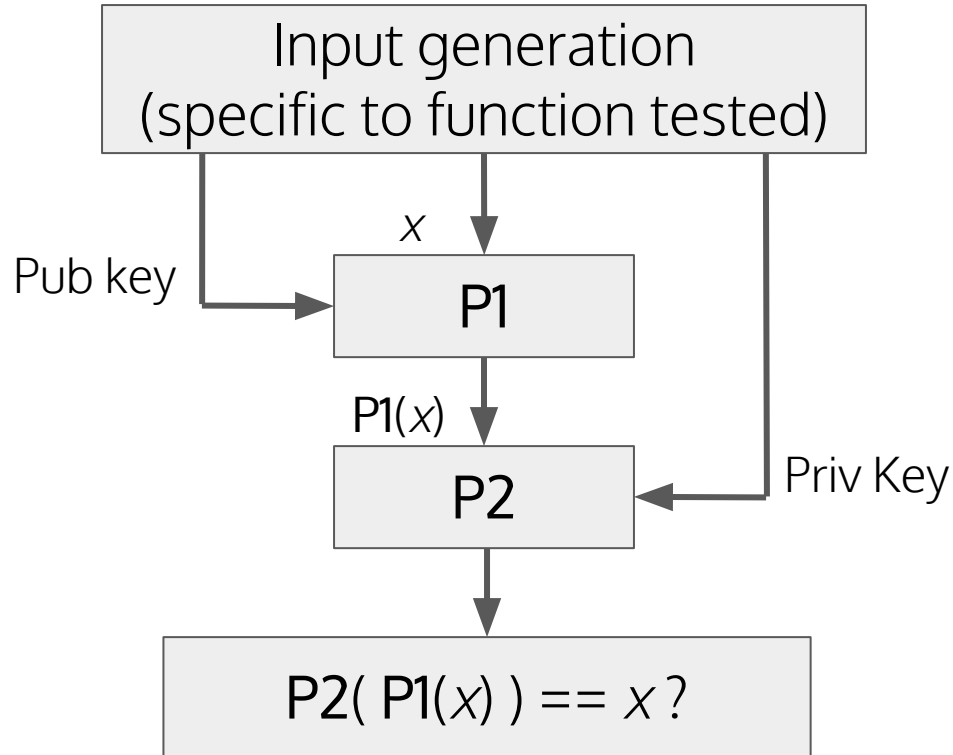 Input generation
(specific to function tested)
x
Pub key
P1
P1(x)
P2
Priv Key
P2( P1(x) ) == x ?